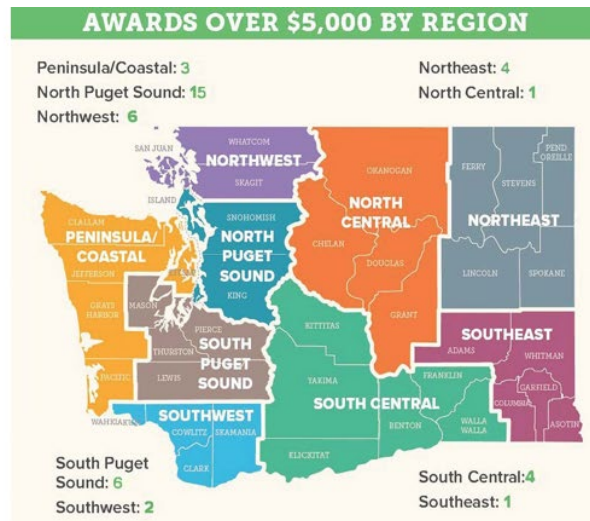 AWARDS OVER $5,000 BY REGION
Peninsula/Coastal: 3
North Puget Sound: 15
Northwest: 6
Northeast: 4
North Central: 1
SAN JUAN
WHATCOM
NORTHWEST
SKAGIT
ISLAND
OKANOGAN
FERRY
PEND
OREILLE
STEVENS
NORTHEAST
CLALLAM
PENINSULA/
COASTAL
JEFFERSON
SNOHOMISH
NORTH
PUGET
SOUND
KING
NORTH
CENTRAL
CHELAN
DOUGLAS
GRANT
LINCOLN
SPOKANE
KITSAP
GRAYS
HARBOR
MASON
PIERCE
THURSTON
SOUTH
PUGET
SOUND
LEWIS
PACIFIC
KITTITAS
YAKIMA
SOUTH CENTRAL
SOUTHEAST
ADAMS
WHITMAN
FRANKLIN
GARFIELD
COLUMBIA
ASOTIN
WAHKIAKUM
SOUTHWEST
COWLITZ
SKAMANIA
CLARK
KLICKITAT
BENTON
WALLA
WALLA
South Puget
Sound: 6
Southwest: 2
South Central:4
Southeast: 1